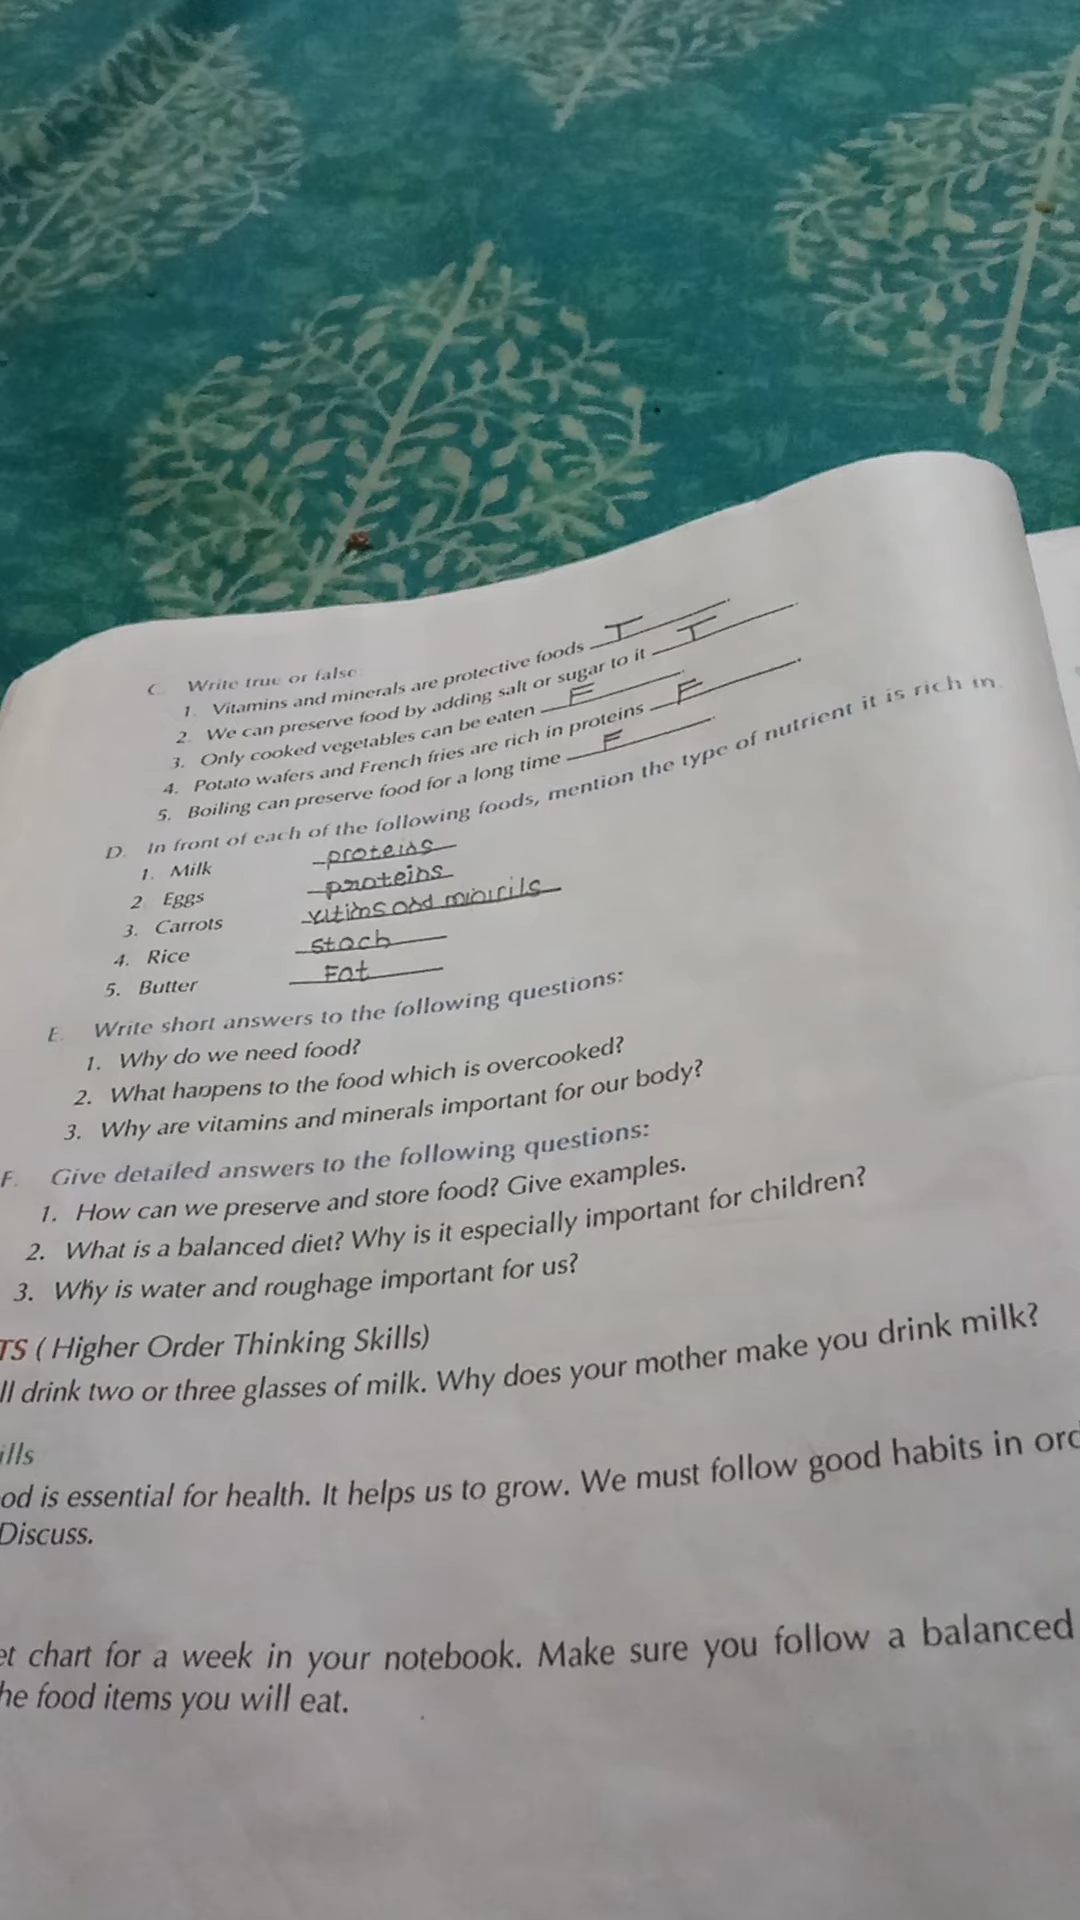 C. Write true or false
1. Vitamins and minerals are protective foods T
2. We can preserve food by adding salt or sugar to it T
3. Only cooked vegetables can be eaten F
4. Potato wafers and French fries are rich in proteins F
5. Boiling can preserve food for a long time F
D. In front of each of the following foods, mention the type of nutrient it is rich in.
1. Milk proteins
2 Eggs proteins
3. Carrots vitims and minirils
4. Rice stach
5. Butter Fat
E. Write short answers to the following questions:
1. Why do we need food?
2. What happens to the food which is overcooked?
3. Why are vitamins and minerals important for our body?
F. Give detailed answers to the following questions:
1. How can we preserve and store food? Give examples.
2. What is a balanced diet? Why is it especially important for children?
3. Why is water and roughage important for us?
TS ( Higher Order Thinking Skills)
ll drink two or three glasses of milk. Why does your mother make you drink milk?
ills
od is essential for health. It helps us to grow. We must follow good habits in ord
Discuss.
et chart for a week in your notebook. Make sure you follow a balanced
he food items you will eat.